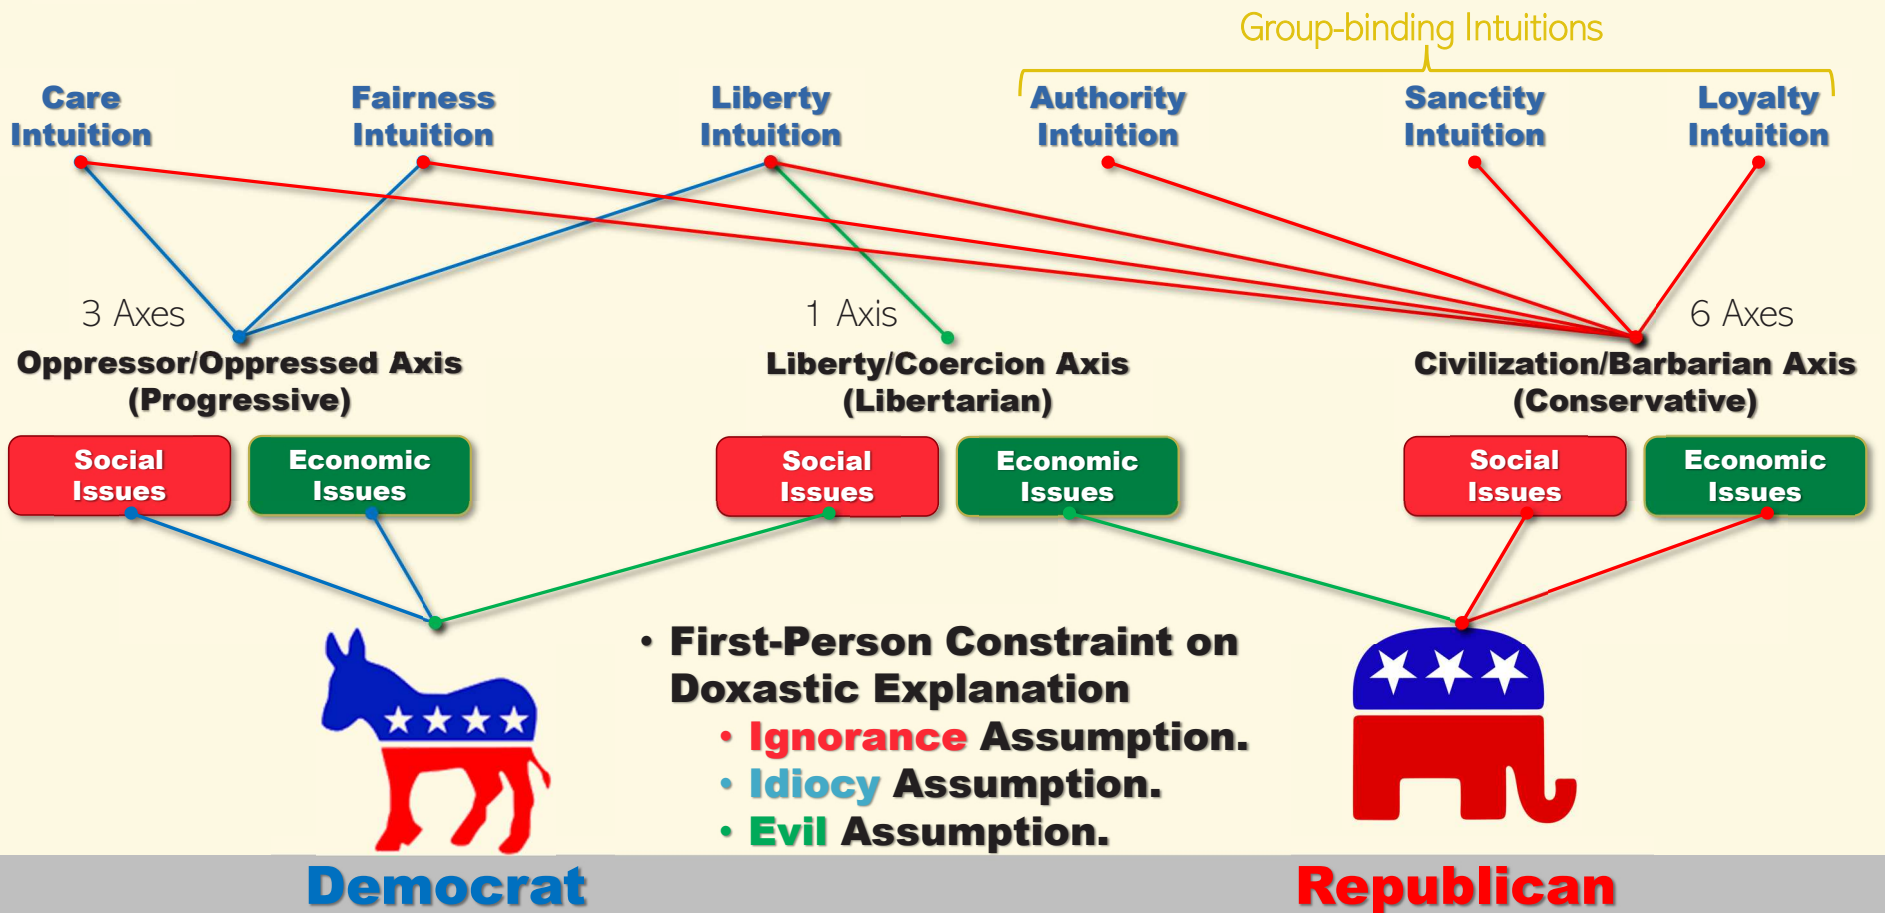 Group-binding Intuitions
Care
Intuition
Fairness
Intuition
Liberty
Intuition
Authority
Intuition
Sanctity
Intuition
Loyalty
Intuition
3 Axes
Oppressor/Oppressed Axis
(Progressive)
1 Axis
Liberty/Coercion Axis
(Libertarian)
6 Axes
Civilization/Barbarian Axis
(Conservative)
Social
Issues
Economic
Issues
Social
Issues
Economic
Issues
Social
Issues
Economic
Issues
• First-Person Constraint on
Doxastic Explanation
• Ignorance Assumption.
• Idiocy Assumption.
• Evil Assumption.
Democrat
Republican